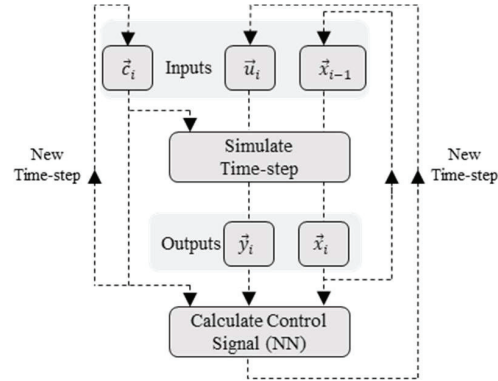 c⃗ᵢ Inputs u⃗ᵢ x⃗ᵢ₋₁
Simulate
Time-step
New
Time-step
New
Time-step
Outputs y⃗ᵢ x⃗ᵢ
Calculate Control
Signal (NN)